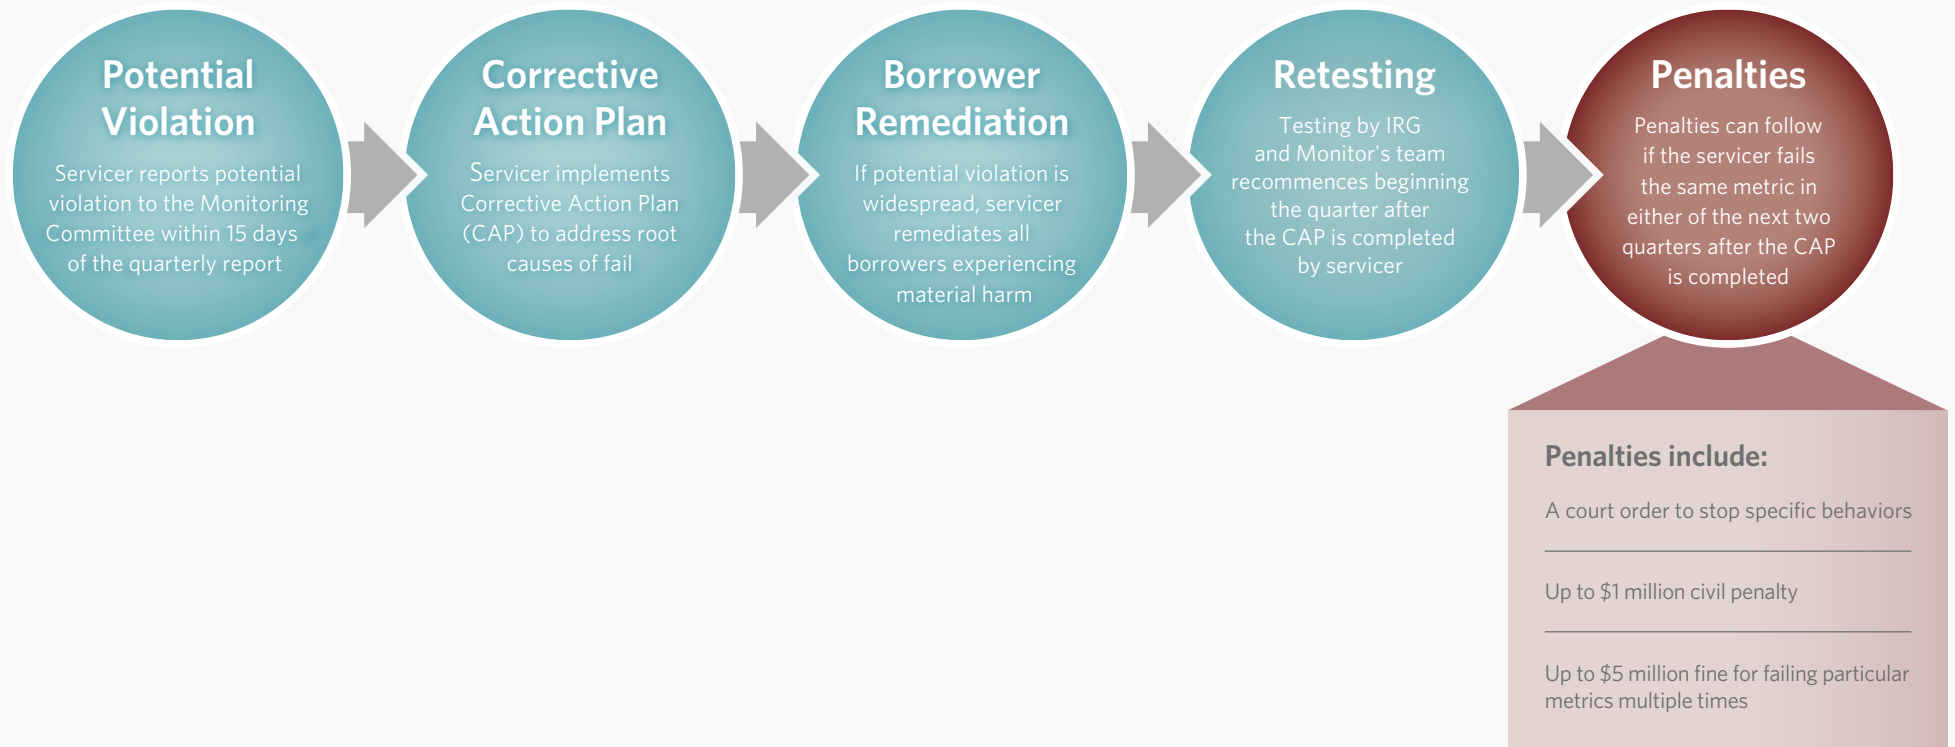 Potential
Violation
Servicer reports potential
violation to the Monitoring
Committee within 15 days
of the quarterly report
Corrective
Action Plan
Servicer implements
Corrective Action Plan
(CAP) to address root
causes of fail
Borrower
Remediation
If potential violation is
widespread, servicer
remediates all
borrowers experiencing
material harm
Retesting
Testing by IRG
and Monitor's team
recommences beginning
the quarter after
the CAP is completed
by servicer
Penalties
Penalties can follow
if the servicer fails
the same metric in
either of the next two
quarters after the CAP
is completed
Penalties include:
A court order to stop specific behaviors
Up to $1 million civil penalty
Up to $5 million fine for failing particular
metrics multiple times